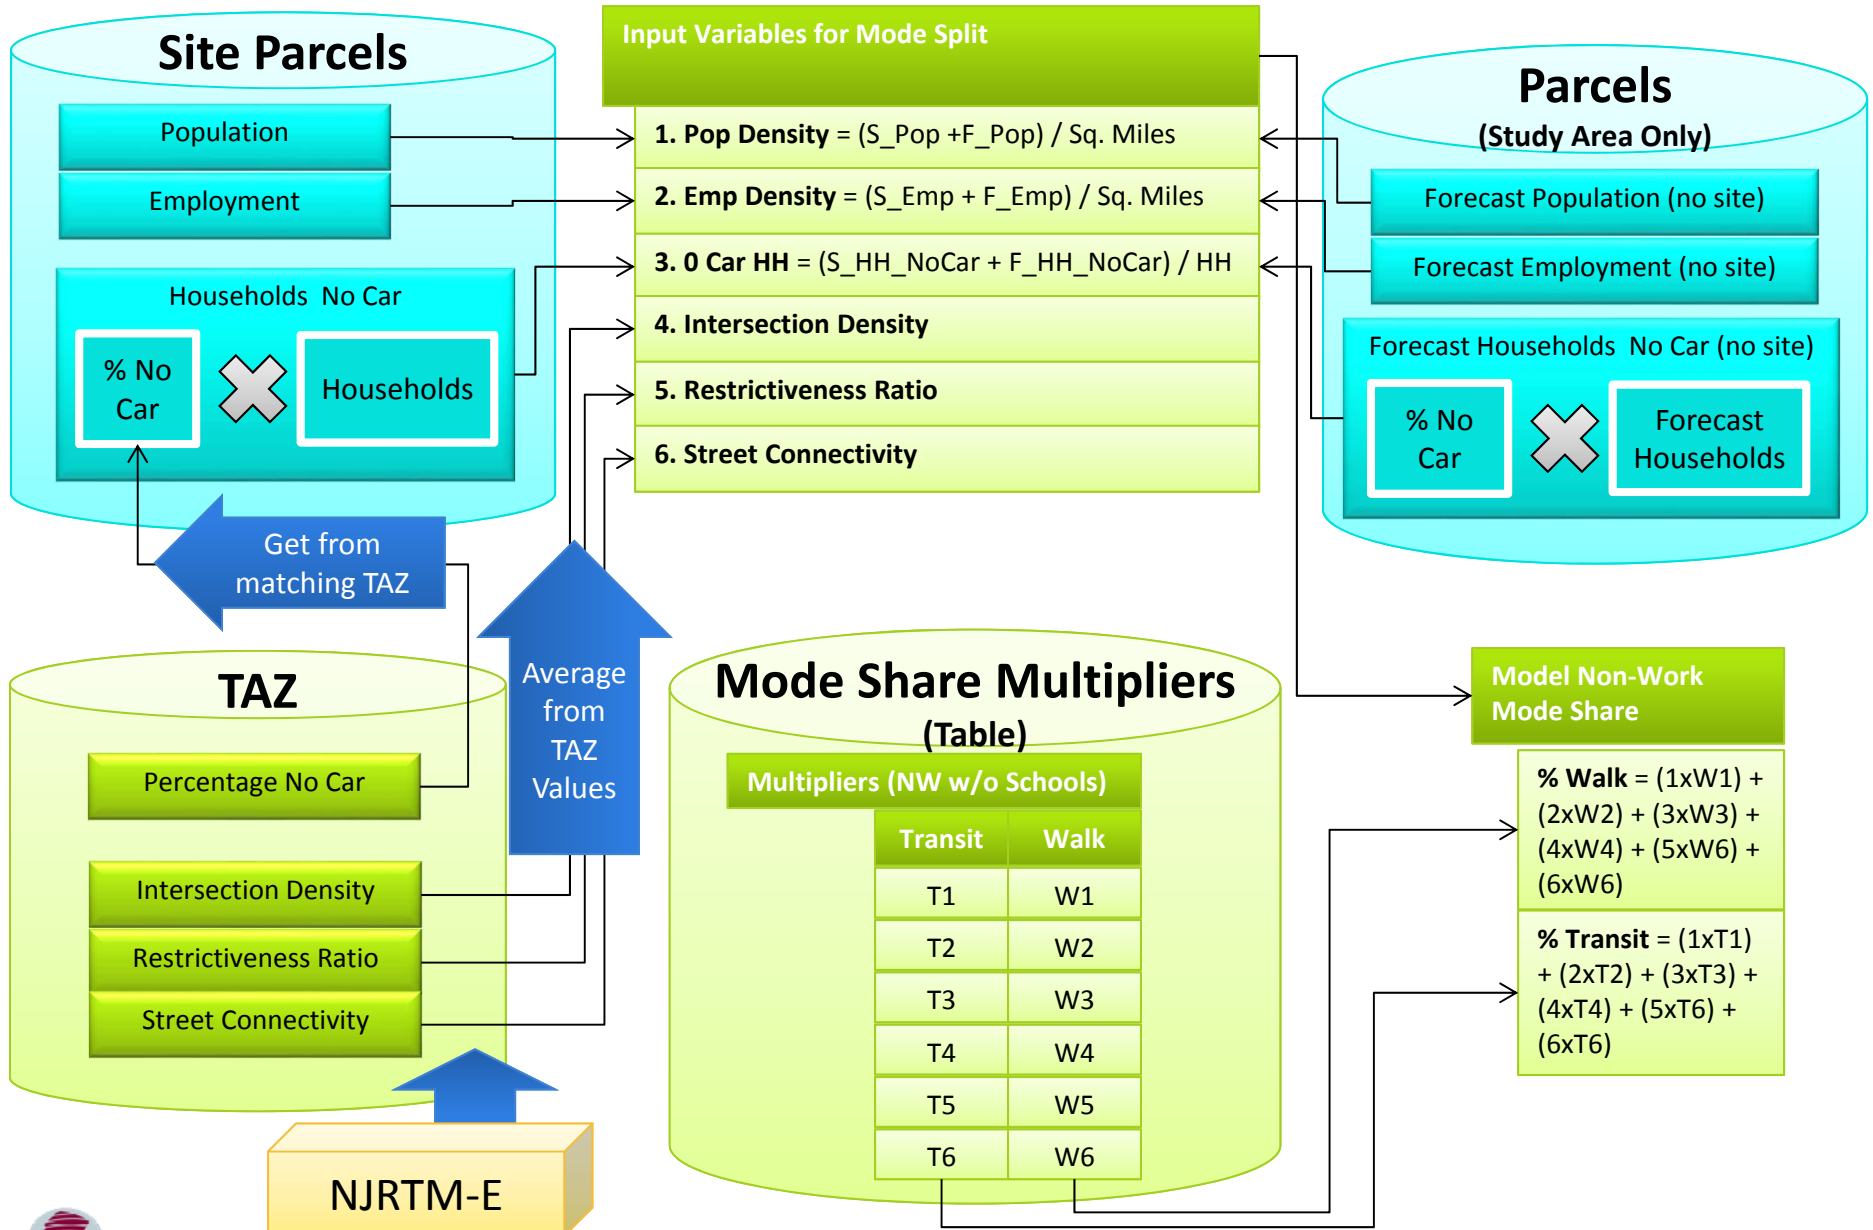 Site Parcels
Population
Employment
Households No Car
% No
Car
Households
Input Variables for Mode Split
1. Pop Density = (S_Pop +F_Pop) / Sq. Miles
2. Emp Density = (S_Emp + F_Emp) / Sq. Miles
3. 0 Car HH = (S_HH_NoCar + F_HH_NoCar) / HH
4. Intersection Density
5. Restrictiveness Ratio
6. Street Connectivity
Parcels
(Study Area Only)
Forecast Population (no site)
Forecast Employment (no site)
Forecast Households No Car (no site)
% No
Car
Forecast
Households
Get from
matching TAZ
Average
from
TAZ
Values
TAZ
Percentage No Car
Intersection Density
Restrictiveness Ratio
Street Connectivity
NJRTM-E
Mode Share Multipliers
(Table)
Multipliers (NW w/o Schools)
Transit Walk
T1 W1
T2 W2
T3 W3
T4 W4
T5 W5
T6 W6
Model Non-Work
Mode Share
% Walk = (1xW1) +
(2xW2) + (3xW3) +
(4xW4) + (5xW6) +
(6xW6)
% Transit = (1xT1)
+ (2xT2) + (3xT3) +
(4xT4) + (5xT6) +
(6xT6)